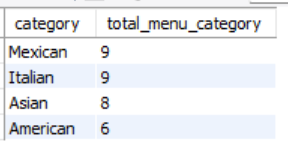 category total_menu_category
Mexican 9
Italian 9
Asian 8
American 6